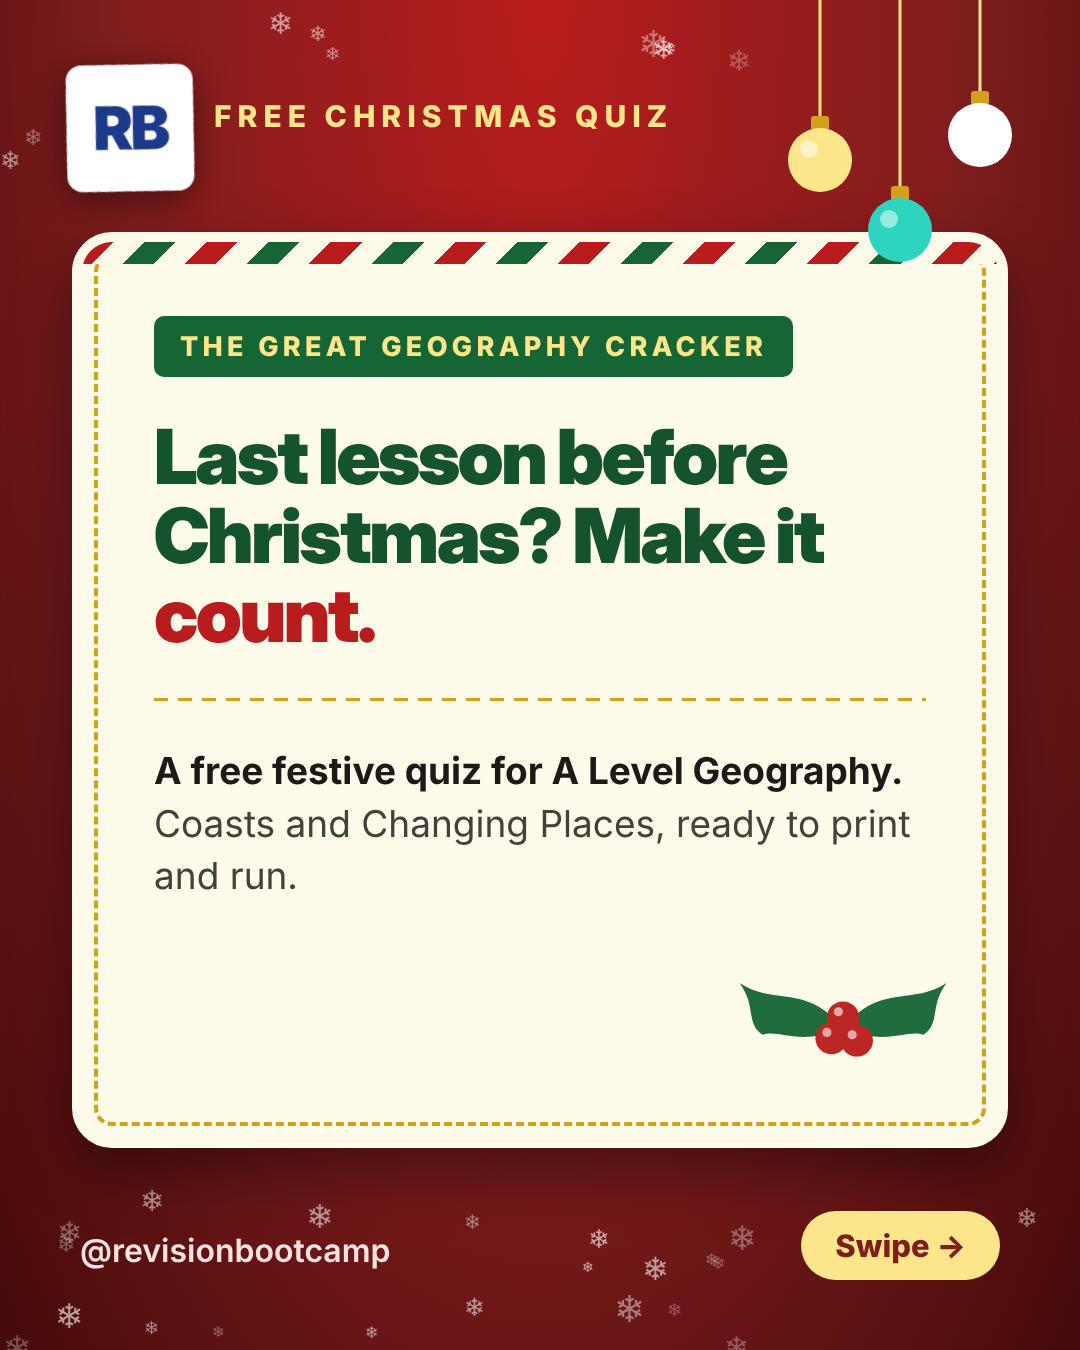 RB
FREE CHRISTMAS QUIZ
THE GREAT GEOGRAPHY CRACKER
Last lesson before
Christmas? Make it
count.
A free festive quiz for A Level Geography.
Coasts and Changing Places, ready to print
and run.
@revisionbootcamp
Swipe →